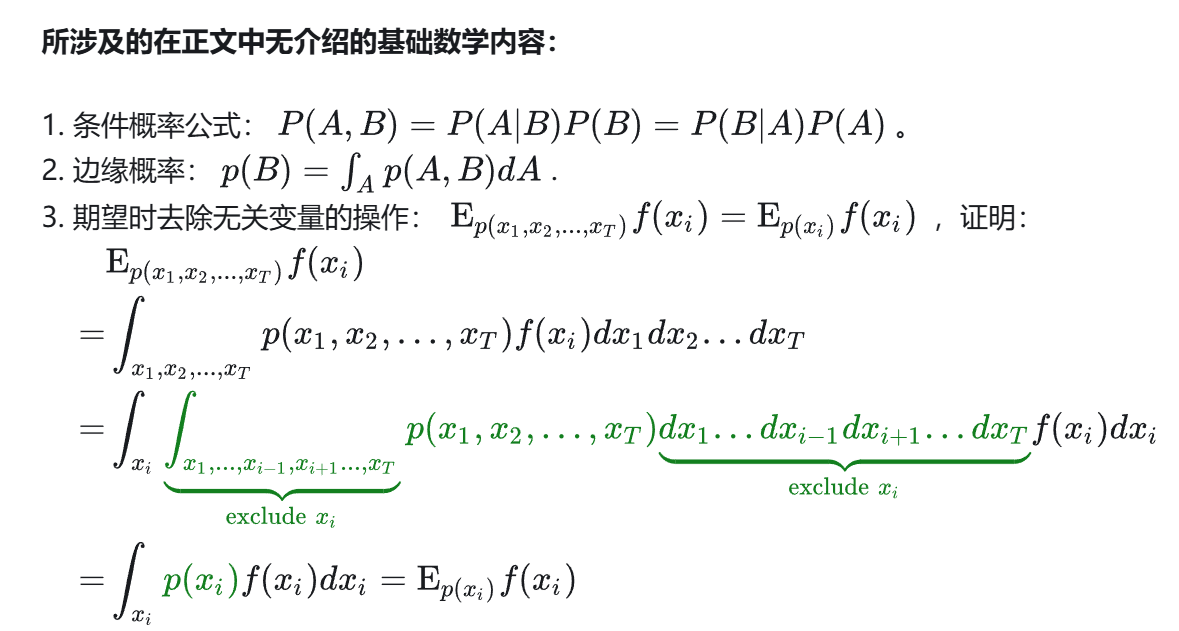 所涉及的在正文中无介绍的基础数学内容：
1. 条件概率公式： $P(A, B) = P(A|B)P(B) = P(B|A)P(A)$ 。
2. 边缘概率： $p(B) = \int_A p(A, B)dA$ .
3. 期望时去除无关变量的操作： $\mathrm{E}_{p(x_1,x_2,\ldots,x_T)} f(x_i) = \mathrm{E}_{p(x_i)} f(x_i)$ ，证明：
$\mathrm{E}_{p(x_1,x_2,\ldots,x_T)} f(x_i)$
$= \int_{x_1,x_2,\ldots,x_T} p(x_1, x_2, \ldots, x_T) f(x_i) dx_1 dx_2 \ldots dx_T$
$= \int_{x_i} \underbrace{\int_{x_1,\ldots,x_{i-1},x_{i+1}\ldots,x_T}}_{\text{exclude } x_i} p(x_1, x_2, \ldots, x_T) \underbrace{dx_1 \ldots dx_{i-1} dx_{i+1} \ldots dx_T}_{\text{exclude } x_i} f(x_i) dx_i$
$= \int_{x_i} p(x_i) f(x_i) dx_i = \mathrm{E}_{p(x_i)} f(x_i)$